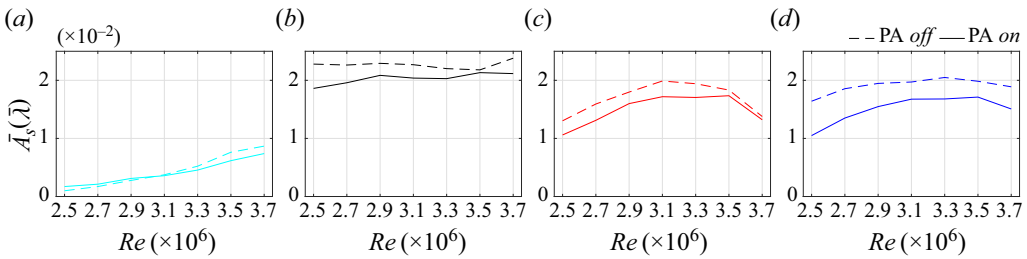 (a) (b) (c) (d)
(×10⁻²) PA off PA on
2 2 2 2
1 1 1 1
0 0 0 0
Āₛ(λ̄)
2.5 2.7 2.9 3.1 3.3 3.5 3.7 2.5 2.7 2.9 3.1 3.3 3.5 3.7 2.5 2.7 2.9 3.1 3.3 3.5 3.7 2.5 2.7 2.9 3.1 3.3 3.5 3.7
Re (×10⁶) Re (×10⁶) Re (×10⁶) Re (×10⁶)